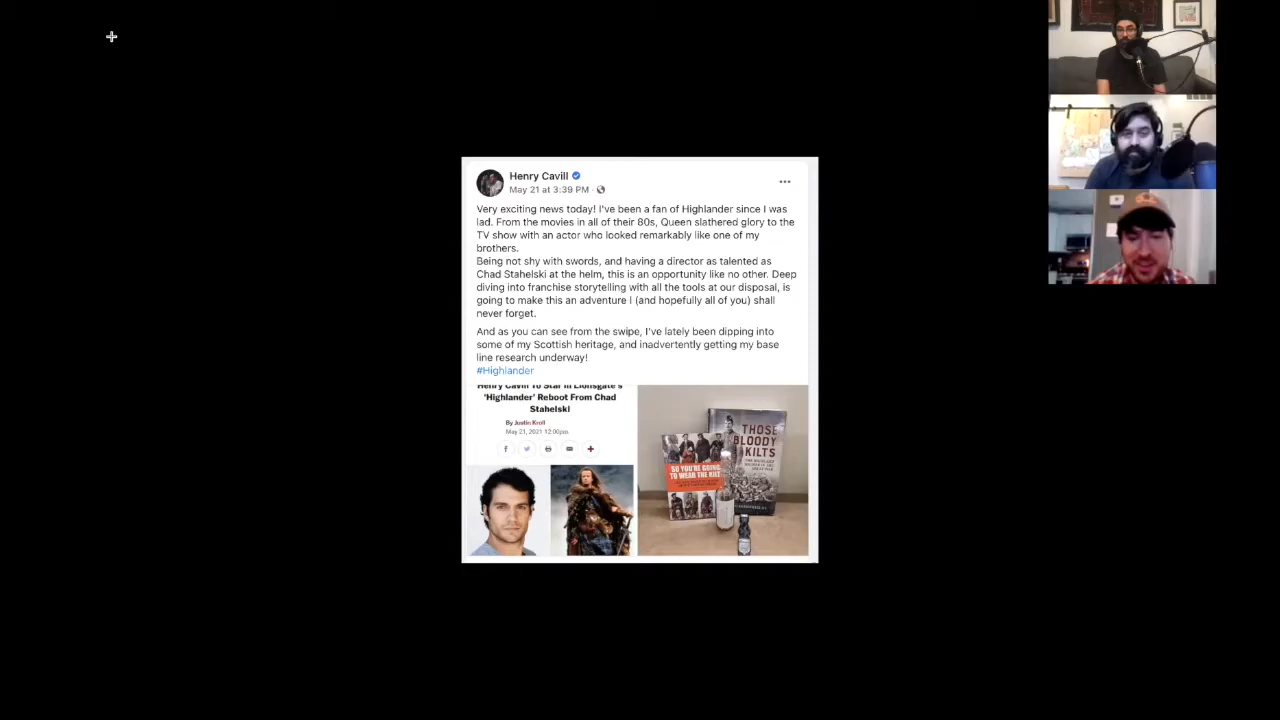 Henry Cavill
May 21 at 3:39 PM ·
Very exciting news today! I've been a fan of Highlander since I was
lad. From the movies in all of their 80s, Queen slathered glory to the
TV show with an actor who looked remarkably like one of my
brothers.
Being not shy with swords, and having a director as talented as
Chad Stahelski at the helm, this is an opportunity like no other. Deep
diving into franchise storytelling with all the tools at our disposal, is
going to make this an adventure I (and hopefully all of you) shall
never forget.
And as you can see from the swipe, I've lately been dipping into
some of my Scottish heritage, and inadvertently getting my base
line research underway!
#Highlander
Henry Cavill To Star In Lionsgate's
'Highlander' Reboot From Chad
Stahelski
By Justin Kroll
May 21, 2021 12:00pm
THOSE
BLOODY
KILTS
SO YOU'RE GOING
TO WEAR THE KILT